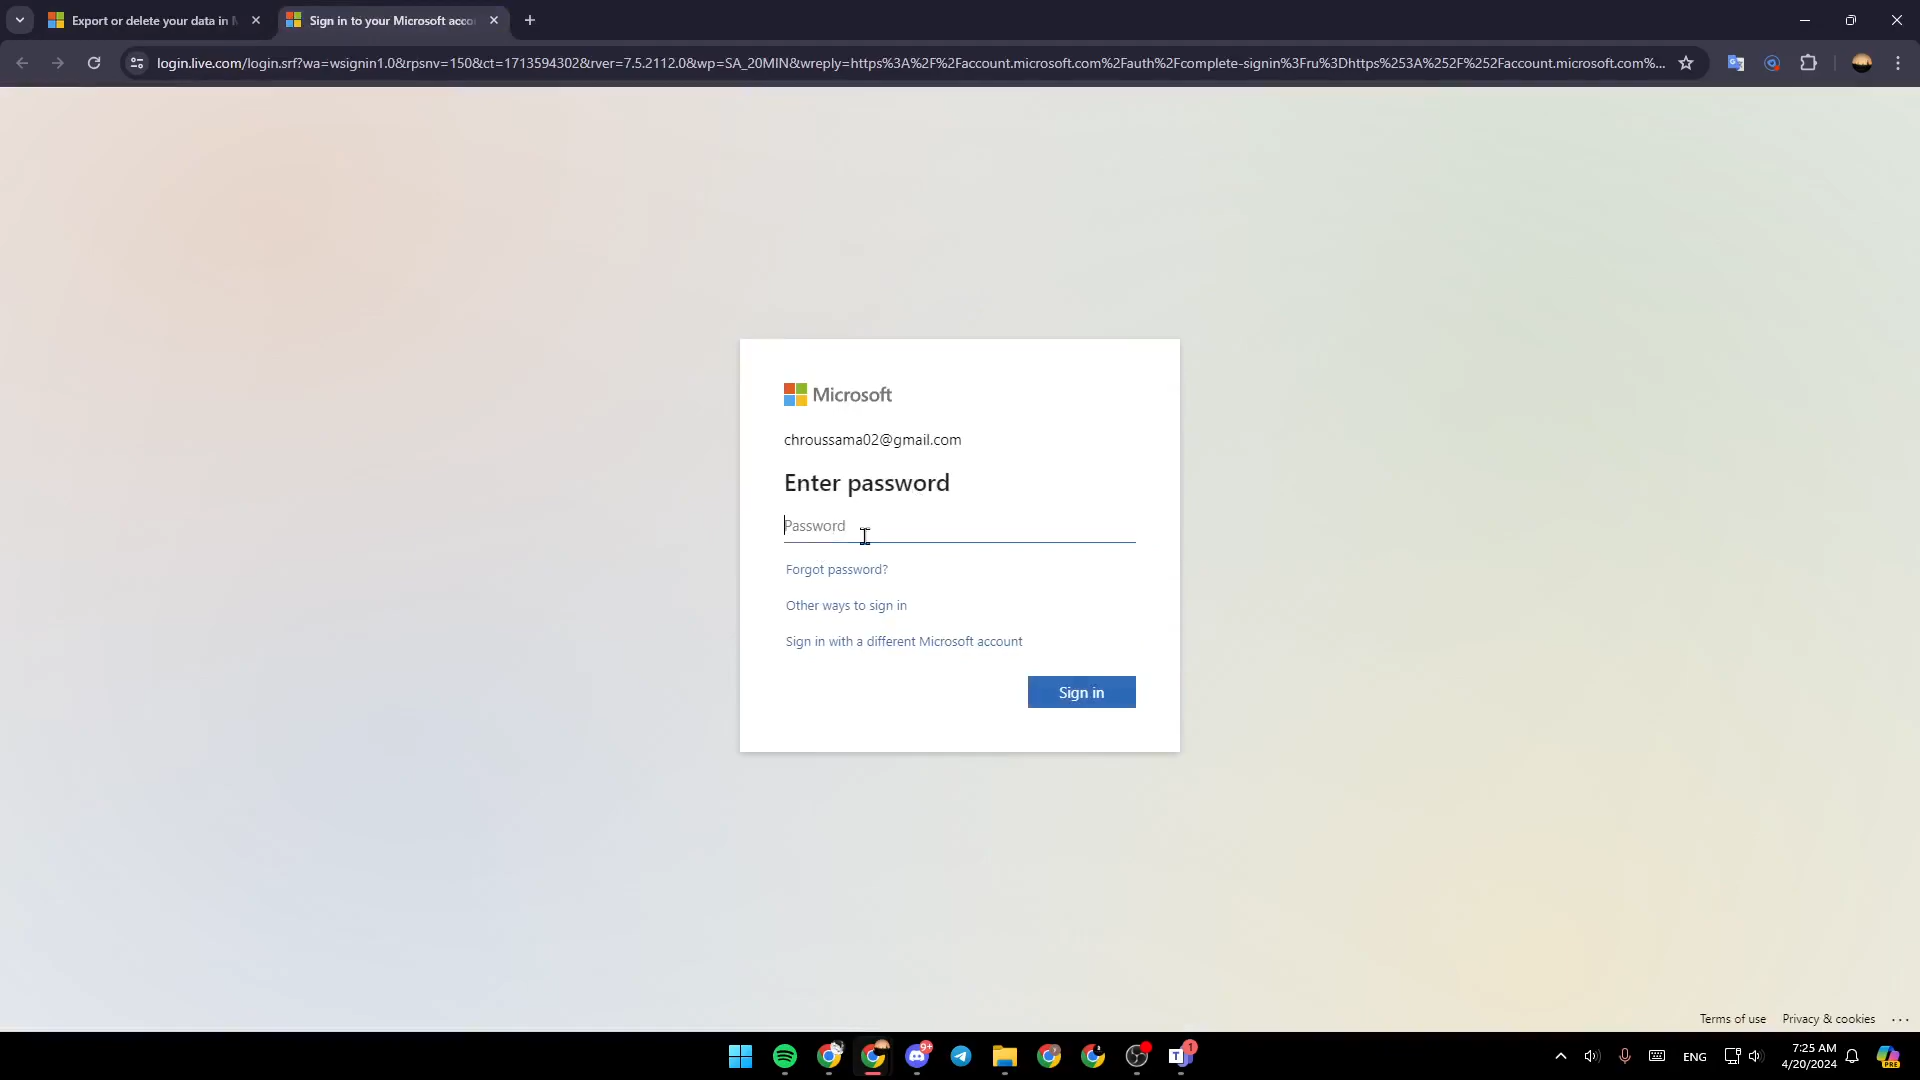 Export or delete your data in
Sign in to your Microsoft acco
login.live.com/login.srf?wa=wsignin1.0&rpsnv=150&ct=1713594302&rver=7.5.2112.0&wp=SA_20MIN&wreply=https%3A%2F%2Faccount.microsoft.com%2Fauth%2Fcomplete-signin%3Fru%3Dhttps%253A%252F%252Faccount.microsoft.com%...
Microsoft
chroussama02@gmail.com
Enter password
Password
Forgot password?
Other ways to sign in
Sign in with a different Microsoft account
Sign in
Terms of use Privacy & cookies ...
9+
1
ENG
7:25 AM
4/20/2024
PRE